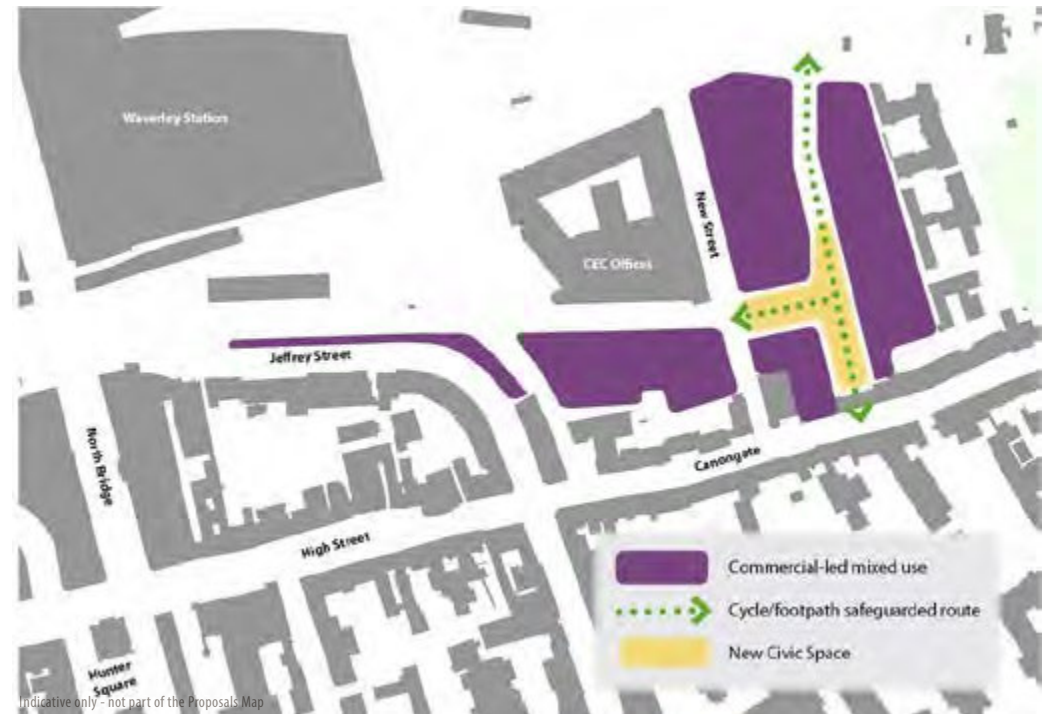 Waverley Station
New Street
CEC Offices
Jeffrey Street
North Bridge
Canongate
High Street
Commercial-led mixed use
Cycle/footpath safeguarded route
New Civic Space
Hunter
Square
Indicative only - not part of the Proposals Map